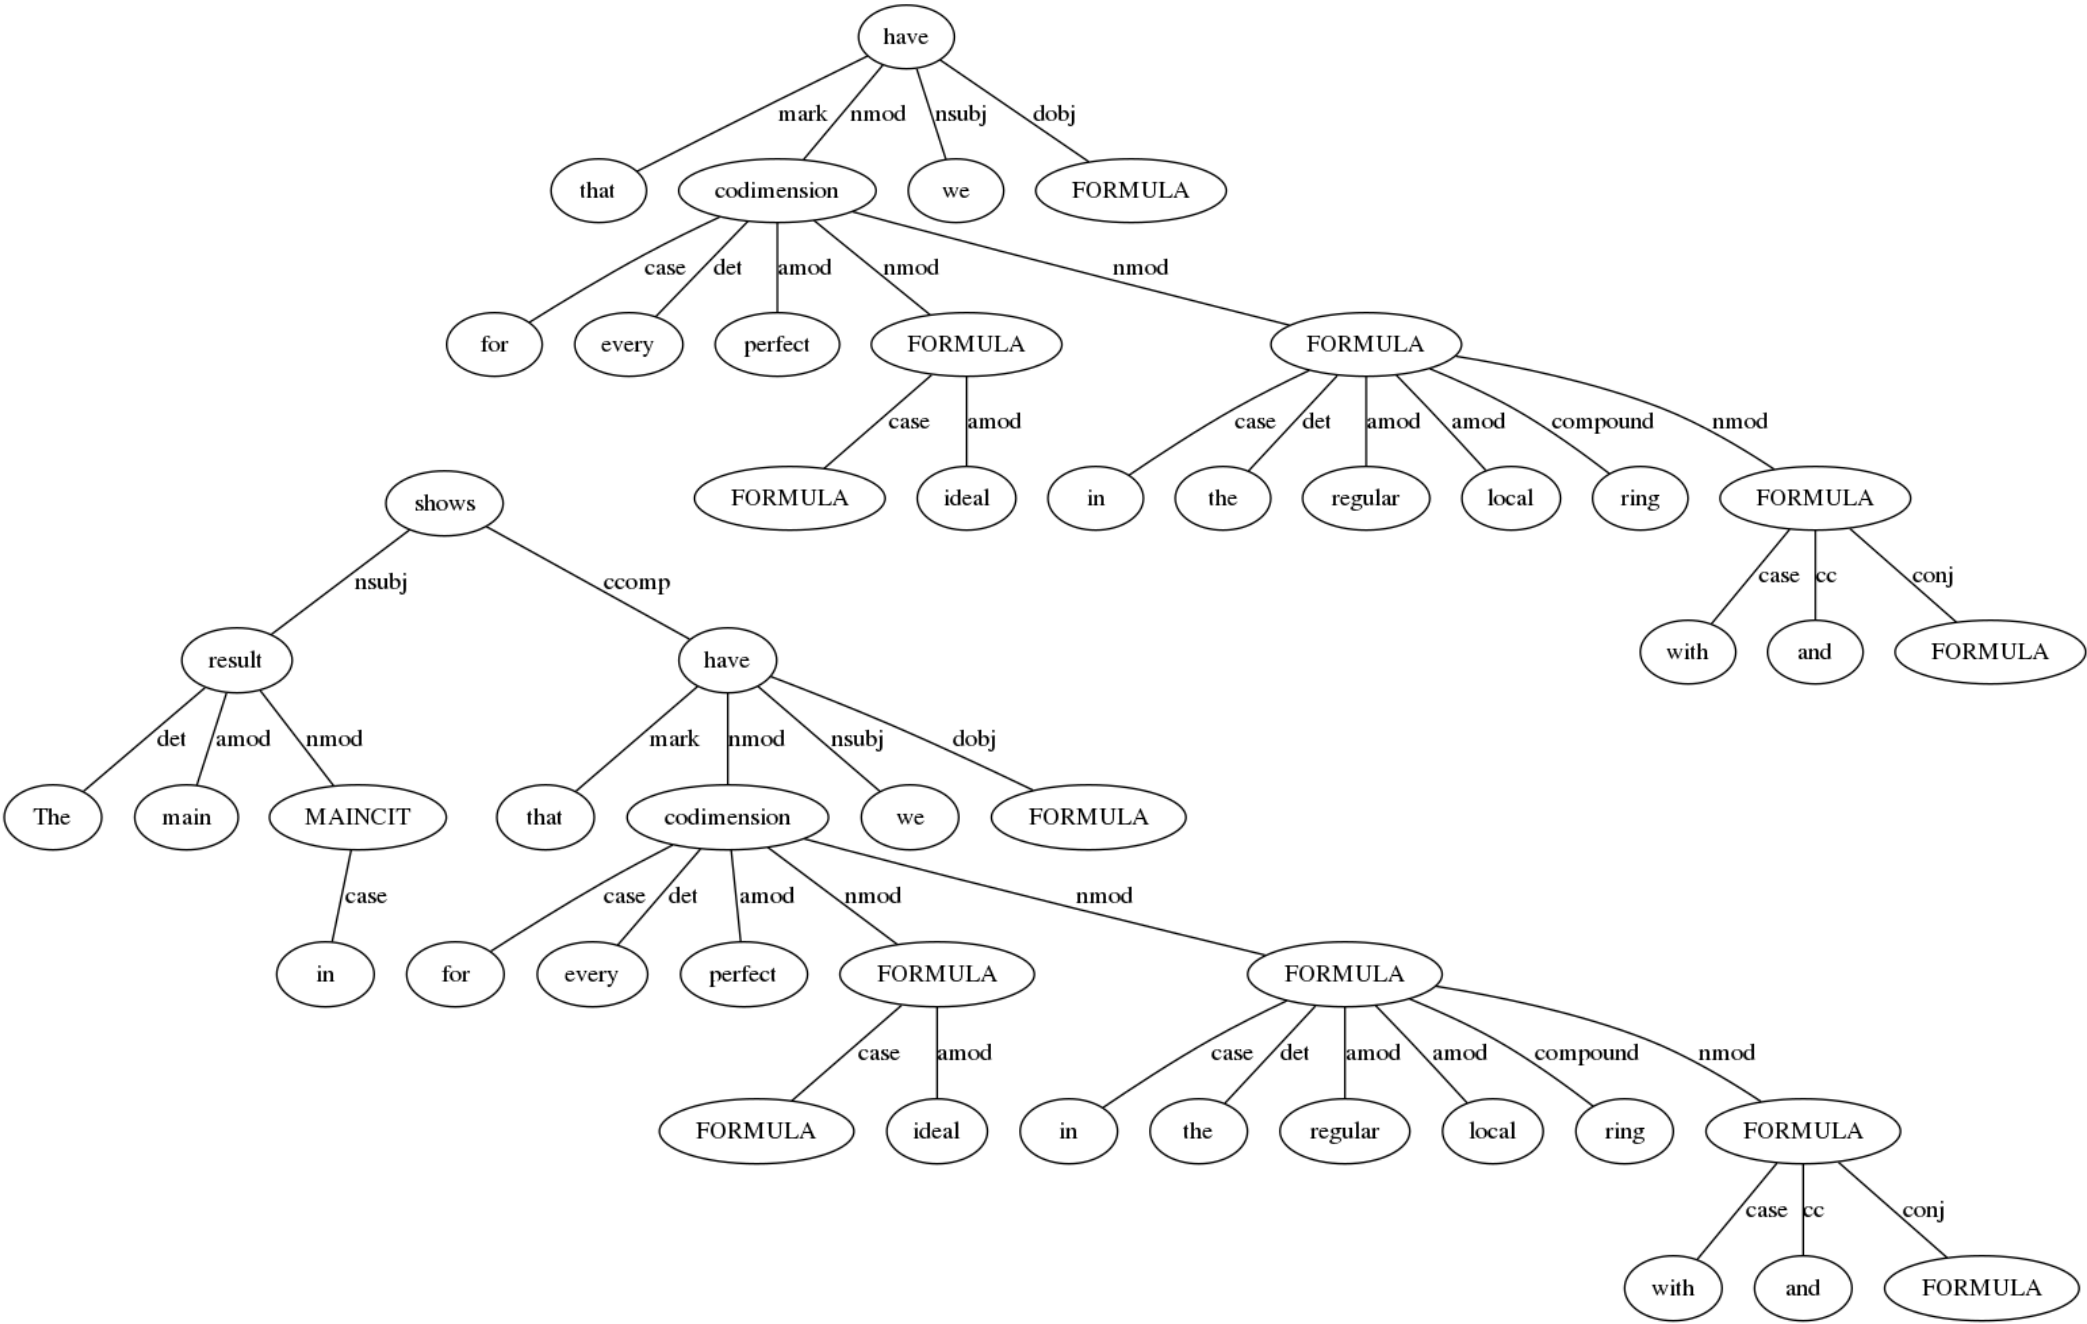 have
mark nmod nsubj dobj
that codimension we FORMULA
case det amod nmod nmod
for every perfect FORMULA FORMULA
case amod case det amod amod compound nmod
FORMULA ideal in the regular local ring FORMULA
shows
case cc conj
nsubj ccomp
with and FORMULA
result have
det amod nmod mark nmod nsubj dobj
The main MAINCIT that codimension we FORMULA
case case det amod nmod nmod
in for every perfect FORMULA FORMULA
case amod case det amod amod compound nmod
FORMULA ideal in the regular local ring FORMULA
case cc conj
with and FORMULA